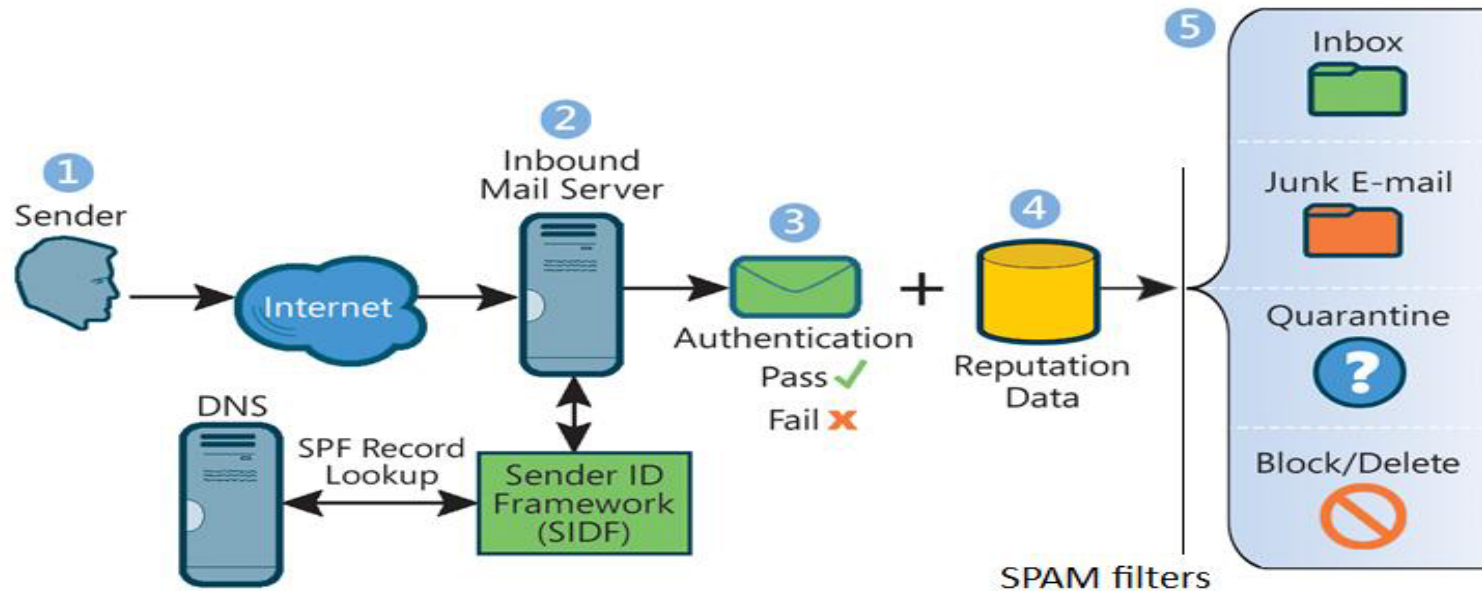 1
Sender
Internet
2
Inbound
Mail Server
DNS
SPF Record
Lookup
Sender ID
Framework
(SIDF)
3
Authentication
Pass
Fail
4
Reputation
Data
SPAM filters
5
Inbox
Junk E-mail
Quarantine
?
Block/Delete